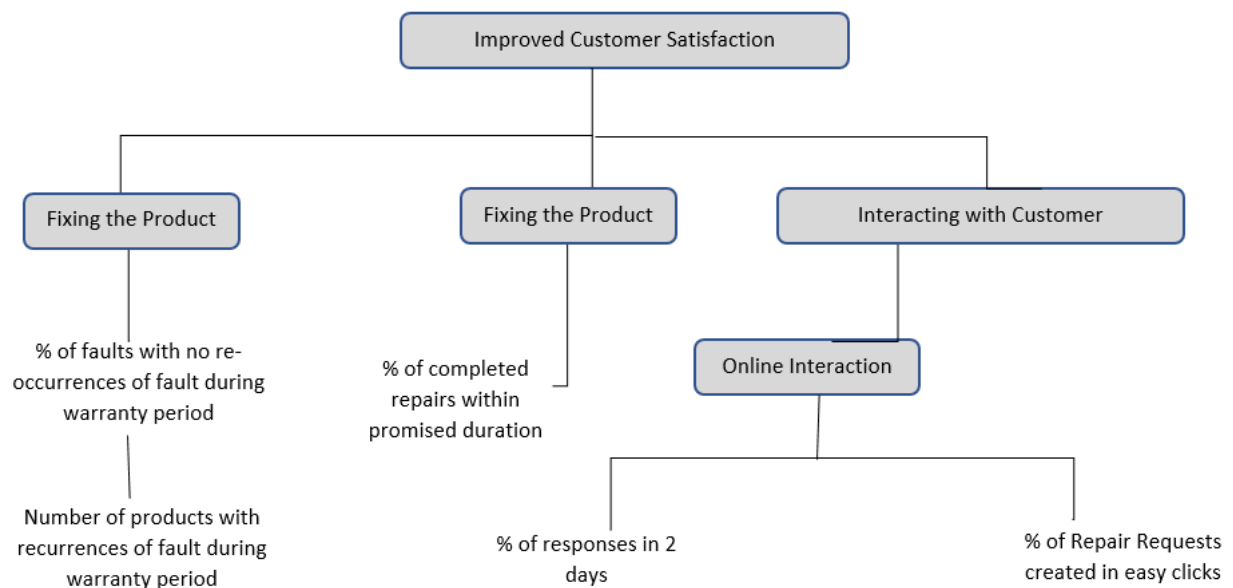 Improved Customer Satisfaction
Fixing the Product
Fixing the Product
Interacting with Customer
% of faults with no re-
occurrences of fault during
warranty period
% of completed
repairs within
promised duration
Online Interaction
Number of products with
recurrences of fault during
warranty period
% of responses in 2
days
% of Repair Requests
created in easy clicks